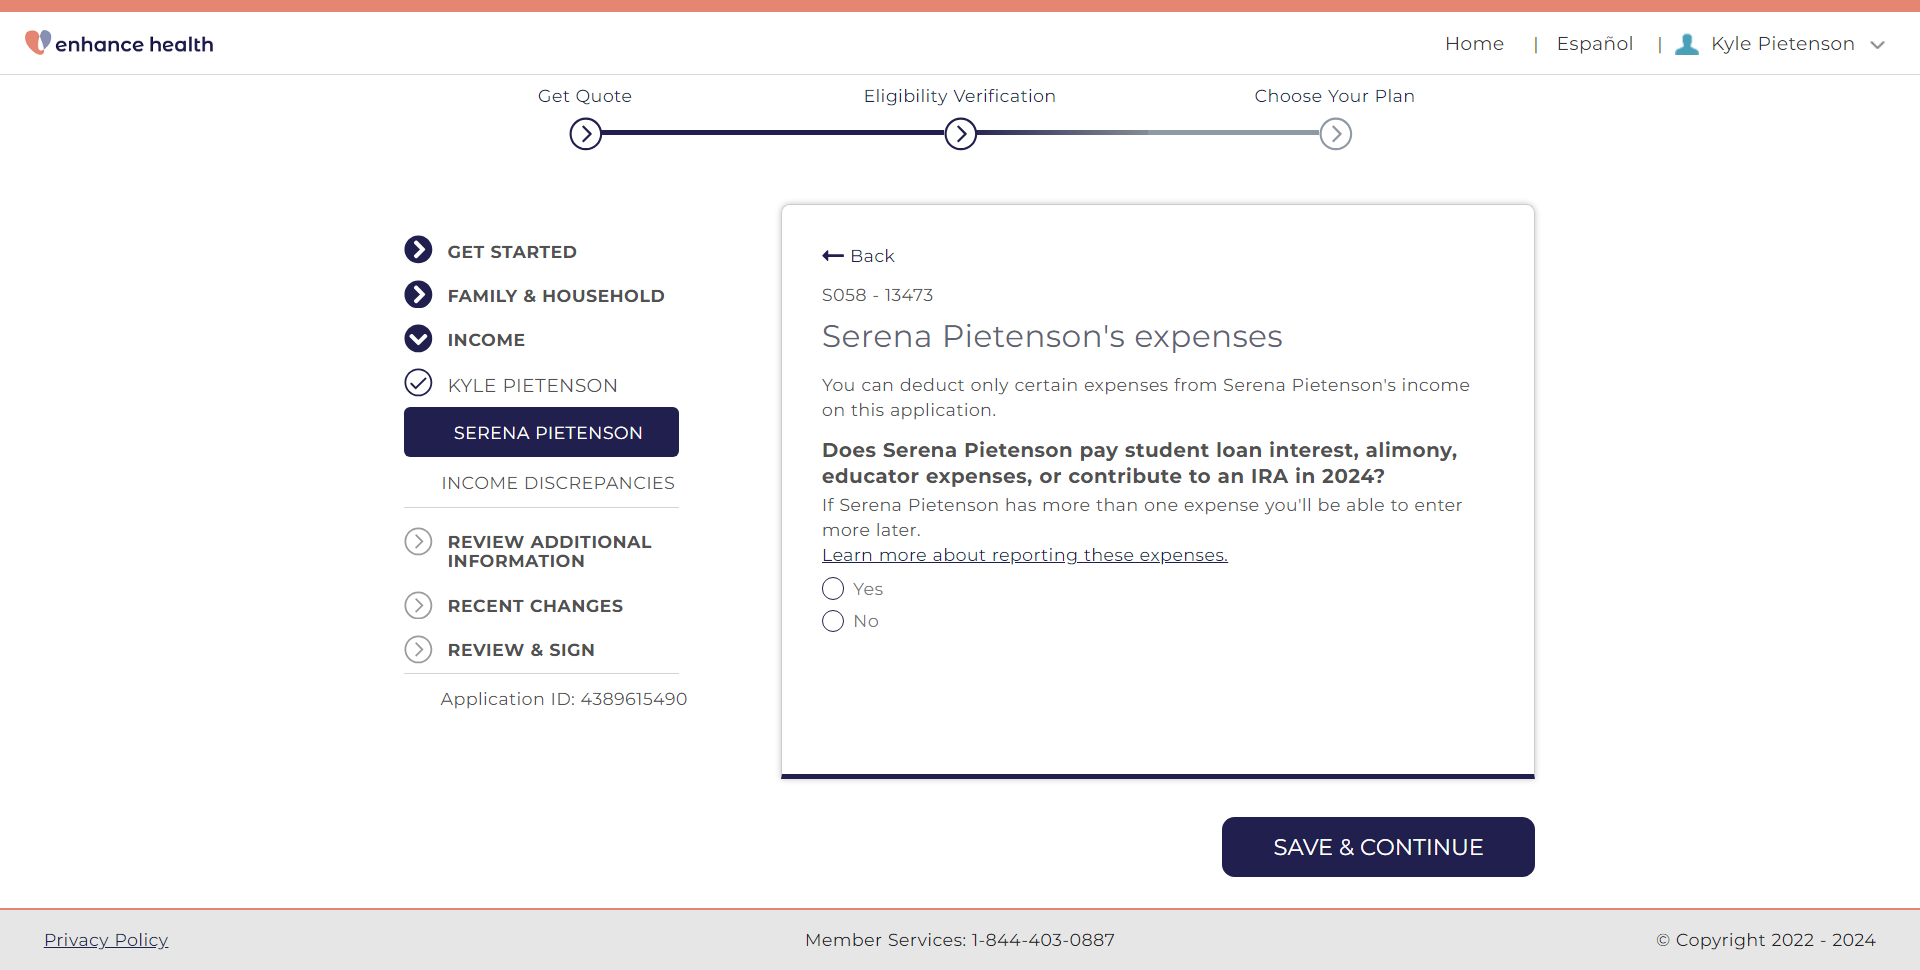 enhance health
Home | Español | Kyle Pietenson
Get Quote
Eligibility Verification
Choose Your Plan
GET STARTED
FAMILY & HOUSEHOLD
INCOME
KYLE PIETENSON
SERENA PIETENSON
INCOME DISCREPANCIES
REVIEW ADDITIONAL
INFORMATION
RECENT CHANGES
REVIEW & SIGN
Application ID: 4389615490
Back
S058 - 13473
Serena Pietenson's expenses
You can deduct only certain expenses from Serena Pietenson's income
on this application.
Does Serena Pietenson pay student loan interest, alimony,
educator expenses, or contribute to an IRA in 2024?
If Serena Pietenson has more than one expense you'll be able to enter
more later.
Learn more about reporting these expenses.
Yes
No
SAVE & CONTINUE
Privacy Policy
Member Services: 1-844-403-0887
© Copyright 2022 - 2024